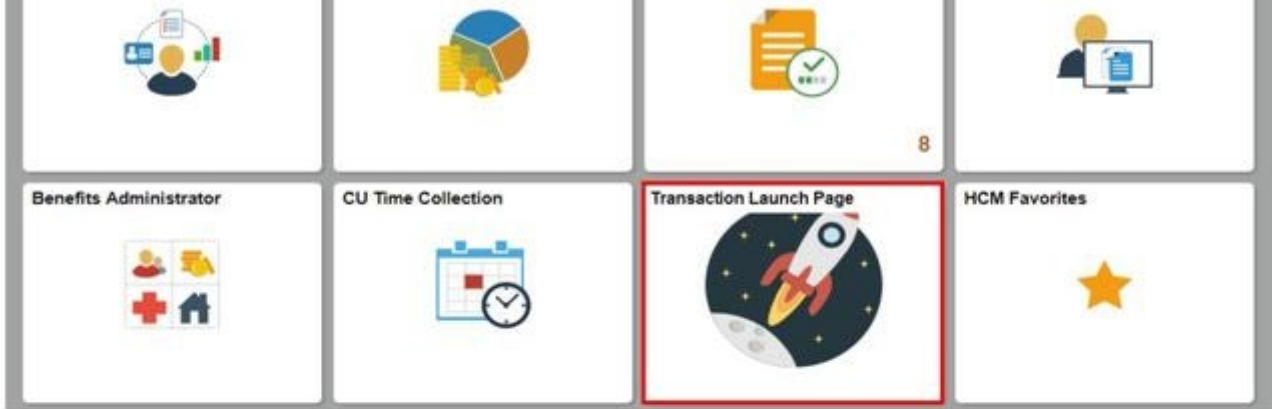 8
Benefits Administrator
CU Time Collection
Transaction Launch Page
HCM Favorites